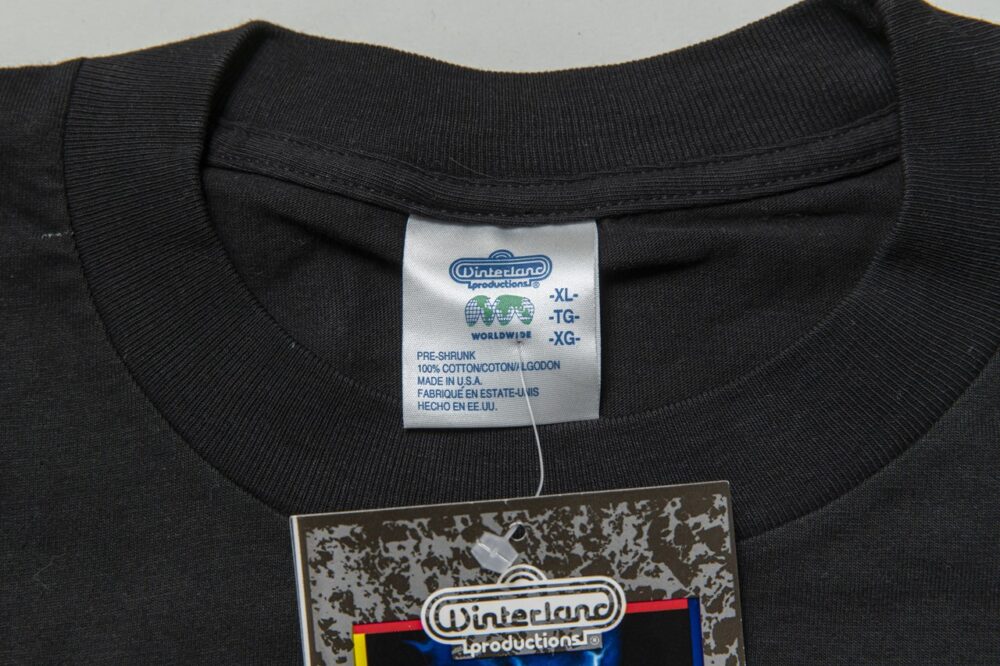 Winterland
productions®
WORLDWIDE
-XL-
-TG-
-XG-
PRE-SHRUNK
100% COTTON/COTON/ALGODON
MADE IN U.S.A.
FABRIQUÉ EN ESTATE-UNIS
HECHO EN EE.UU.
Winterland
productions®